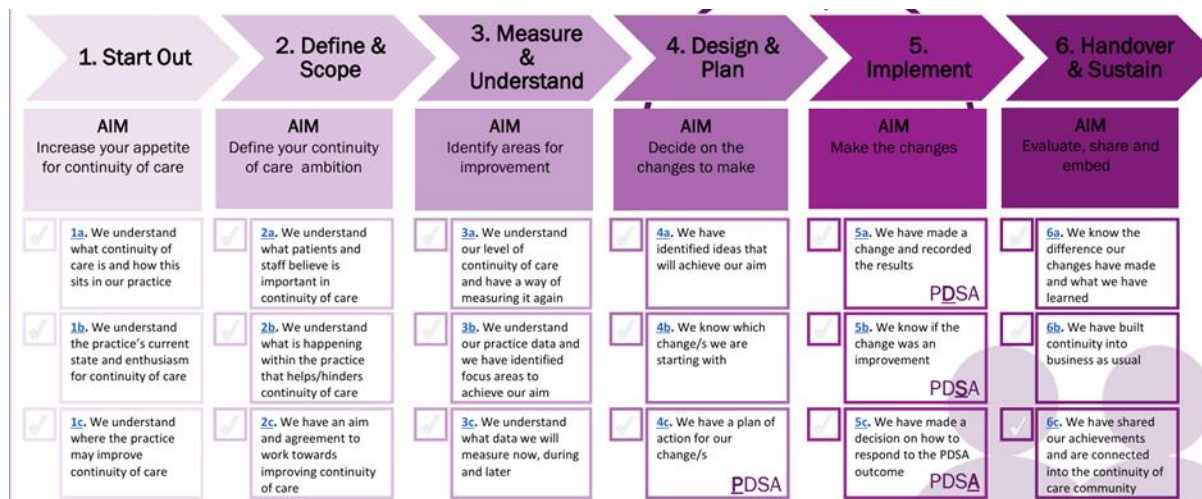 1. Start Out
2. Define &
Scope
3. Measure
&
Understand
4. Design &
Plan
5.
Implement
6. Handover
& Sustain
AIM
Increase your appetite
for continuity of care
AIM
Define your continuity
of care ambition
AIM
Identify areas for
improvement
AIM
Decide on the
changes to make
AIM
Make the changes
AIM
Evaluate, share and
embed
1a. We understand
what continuity of
care is and how this
sits in our practice
2a. We understand
what patients and
staff believe is
important in
continuity of care
3a. We understand
our level of
continuity of care
and have a way of
measuring it again
4a. We have
identified ideas that
will achieve our aim
5a. We have made a
change and recorded
the results
PDSA
6a. We know the
difference our
changes have made
and what we have
learned
1b. We understand
the practice's current
state and enthusiasm
for continuity of care
2b. We understand
what is happening
within the practice
that helps/hinders
continuity of care
3b. We understand
our practice data and
we have identified
focus areas to
achieve our aim
4b. We know which
change/s we are
starting with
5b. We know if the
change was an
improvement
PDSA
6b. We have built
continuity into
business as usual
1c. We understand
where the practice
may improve
continuity of care
2c. We have an aim
and agreement to
work towards
improving continuity
of care
3c. We understand
what data we will
measure now, during
and later
4c. We have a plan of
action for our
change/s
PDSA
5c. We have made a
decision on how to
respond to the PDSA
outcome
PDSA
6c. We have shared
our achievements
and are connected
into the continuity of
care community